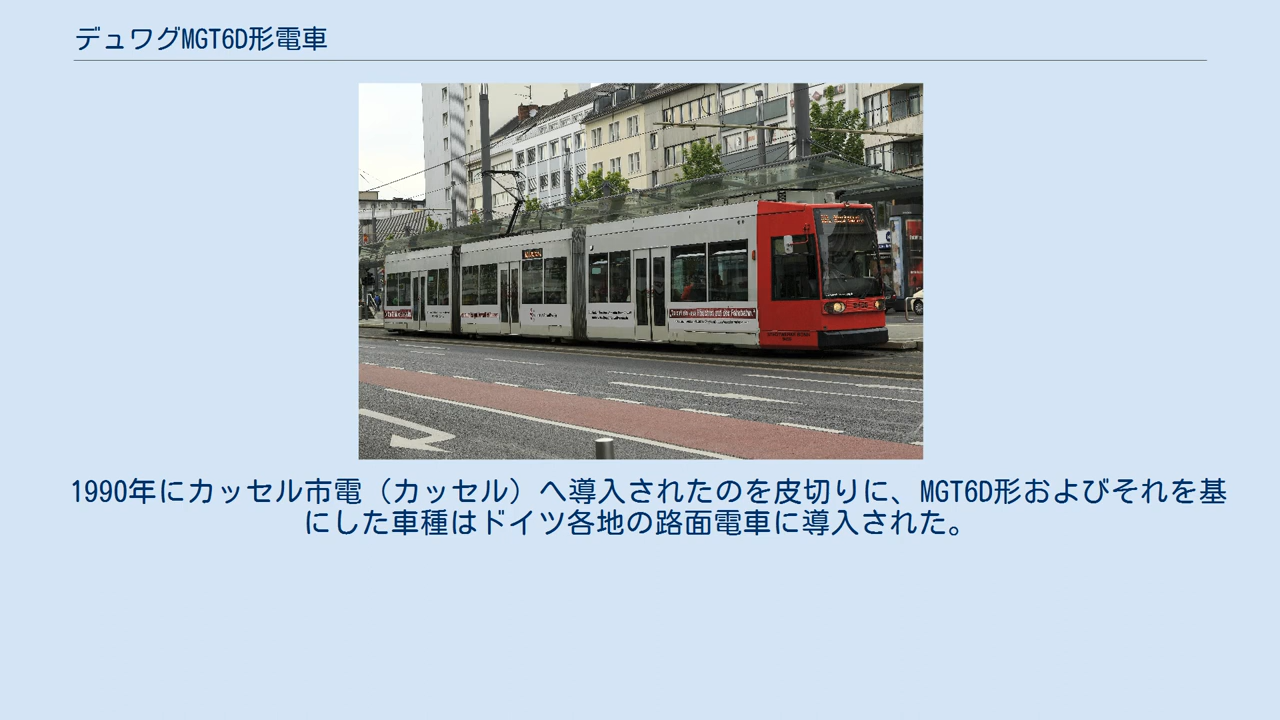 デュワグMGT6D形電車
1990年にカッセル市電（カッセル）へ導入されたのを皮切りに、MGT6D形およびそれを基
にした車種はドイツ各地の路面電車に導入された。